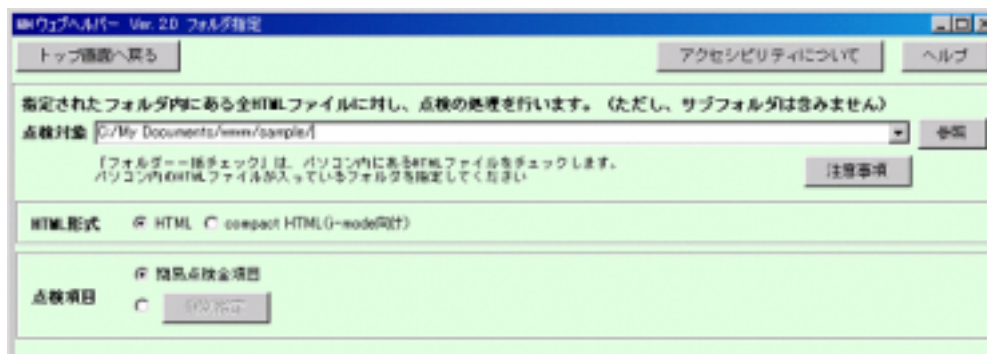 ウェブヘルパー Ver. 2.0 フォルダ指定
トップ画面へ戻る アクセシビリティについて ヘルプ
指定されたフォルダ内にある全HTMLファイルに対し、点検の処理を行います。（ただし、サブフォルダは含みません）
点検対象 C:/My Documents/www/sample/ 参照
「フォルダ一括チェック」は、パソコン内にあるHTMLファイルをチェックします。
パソコン内のHTMLファイルが入っているフォルダを指定してください
注意事項
HTML形式 HTML compact HTML(i-mode向け)
簡易点検全項目
点検項目